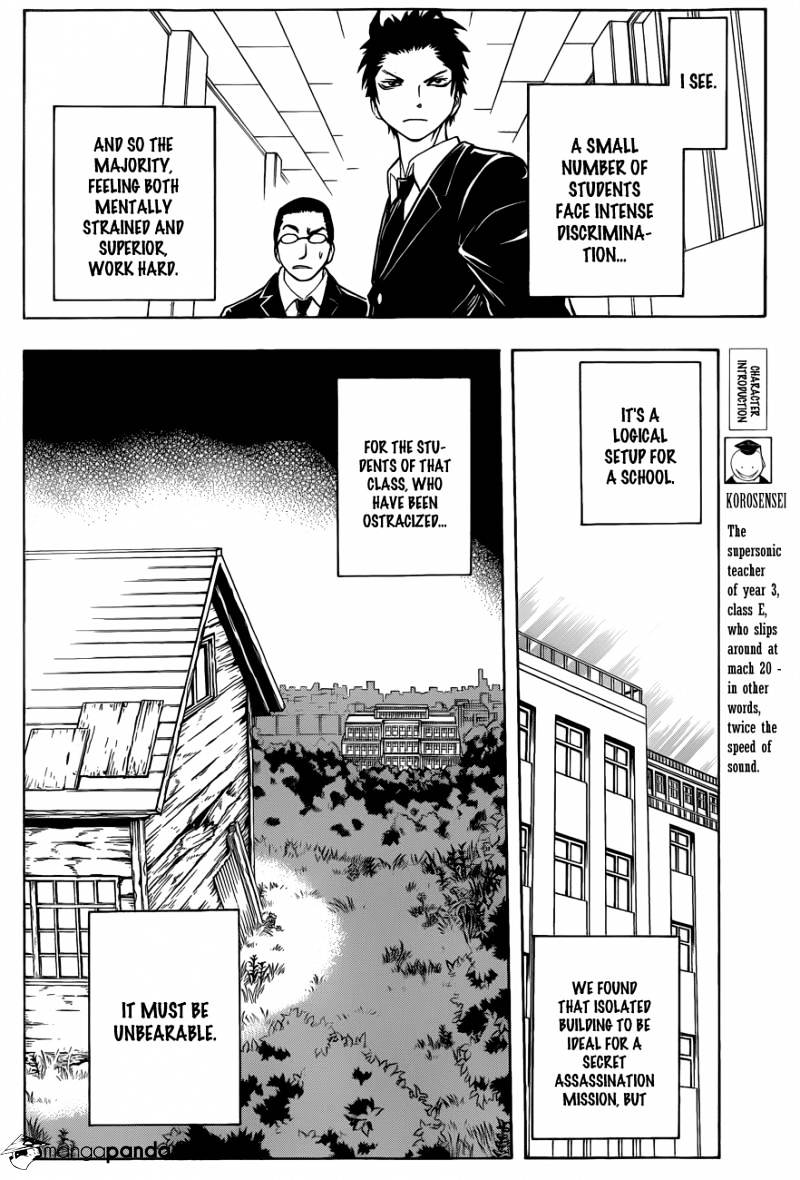 I SEE.
A SMALL
NUMBER OF
STUDENTS
FACE INTENSE
DISCRIMINA-
TION...
AND SO THE
MAJORITY,
FEELING BOTH
MENTALLY
STRAINED AND
SUPERIOR,
WORK HARD.
IT'S A
LOGICAL
SETUP FOR
A SCHOOL.
WE FOUND
THAT ISOLATED
BUILDING TO BE
IDEAL FOR A
SECRET
ASSASSINATION
MISSION, BUT
FOR THE STU-
DENTS OF THAT
CLASS, WHO
HAVE BEEN
OSTRACIZED...
IT MUST BE
UNBEARABLE.
CHARACTER
INTRODUCTION
KOROSENSEI
The
supersonic
teacher
of year 3,
class E,
who slips
around at
mach 20 -
in other
words,
twice the
speed of
sound.
mangapanda